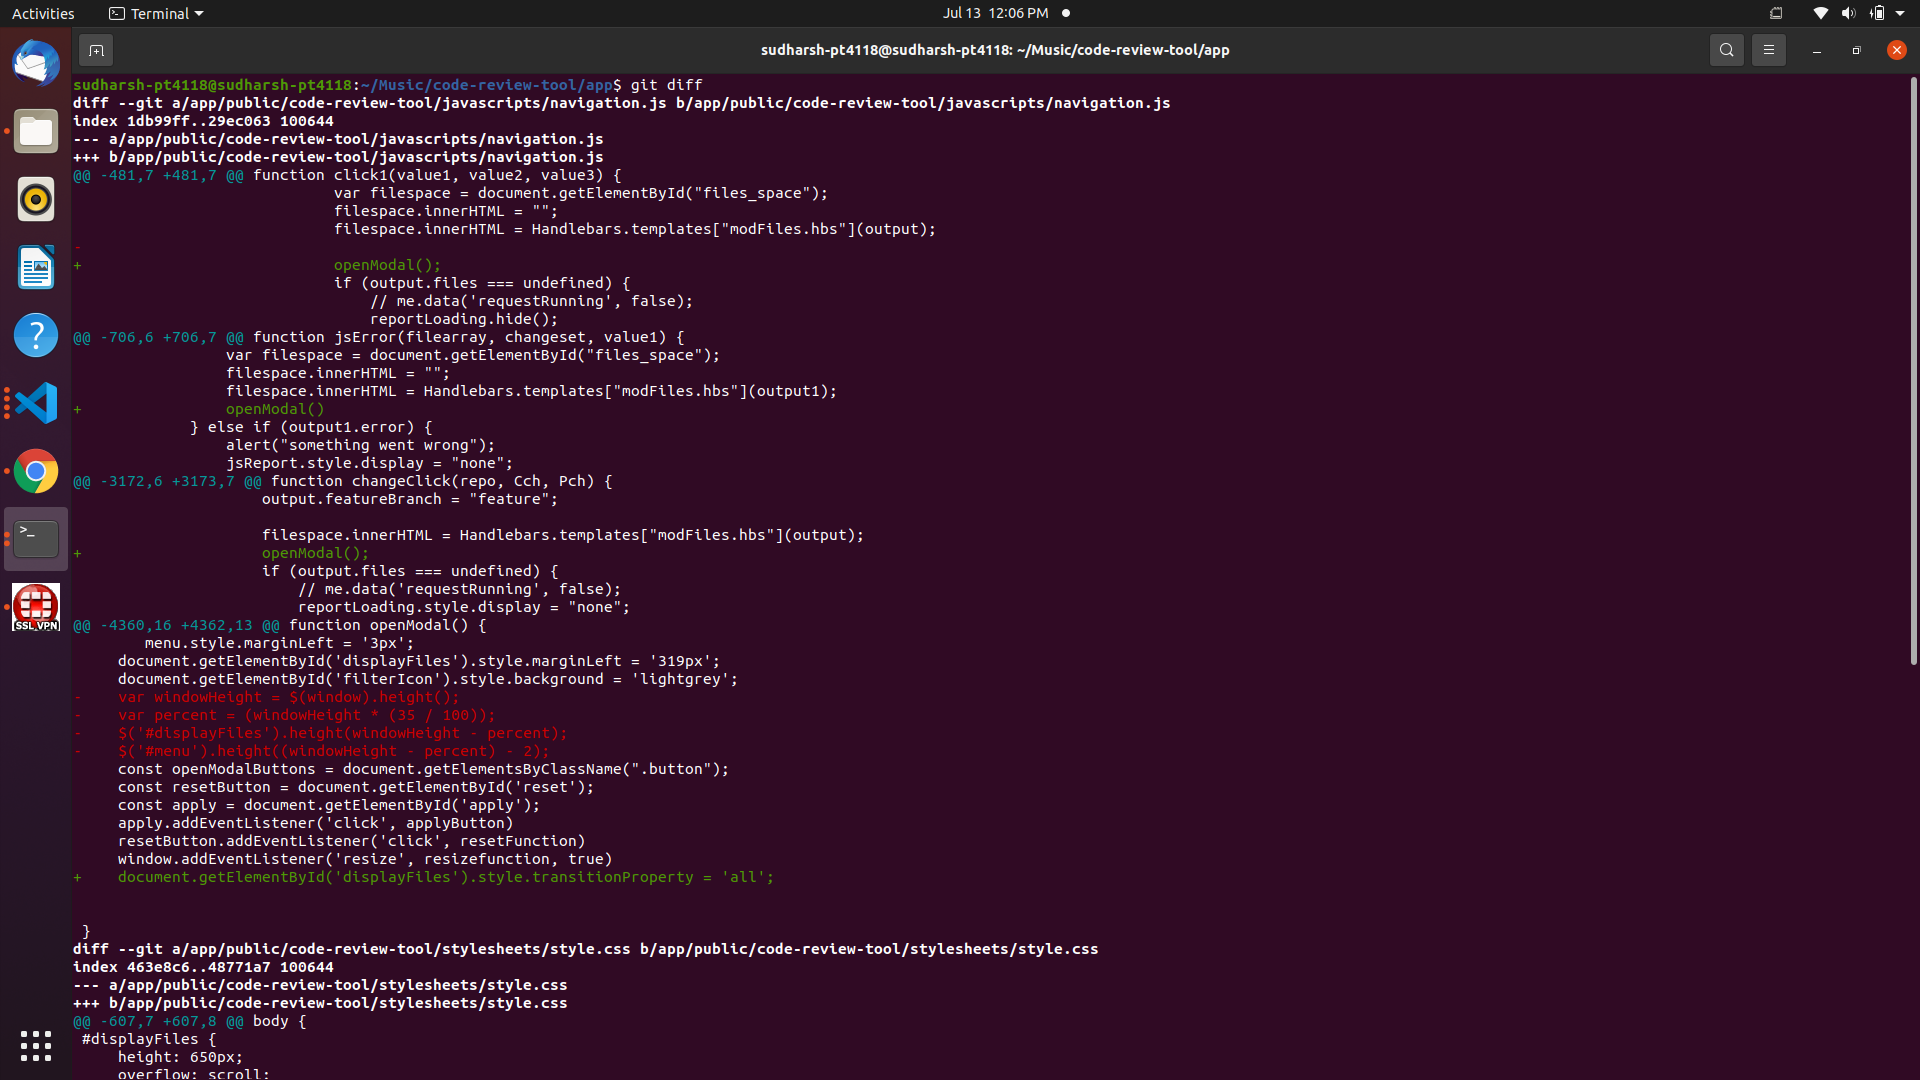 Activities
Terminal
Jul 13 12:06 PM
sudharsh-pt4118@sudharsh-pt4118: ~/Music/code-review-tool/app
sudharsh-pt4118@sudharsh-pt4118:~/Music/code-review-tool/app$ git diff
diff --git a/app/public/code-review-tool/javascripts/navigation.js b/app/public/code-review-tool/javascripts/navigation.js
index 1db99ff..29ec063 100644
--- a/app/public/code-review-tool/javascripts/navigation.js
+++ b/app/public/code-review-tool/javascripts/navigation.js
@@ -481,7 +481,7 @@ function click1(value1, value2, value3) {
                             var filespace = document.getElementById("files_space");
                             filespace.innerHTML = "";
                             filespace.innerHTML = Handlebars.templates["modFiles.hbs"](output);
-
+                            openModal();
                             if (output.files === undefined) {
                                 // me.data('requestRunning', false);
                                 reportLoading.hide();
@@ -706,6 +706,7 @@ function jsError(filearray, changeset, value1) {
                 var filespace = document.getElementById("files_space");
                 filespace.innerHTML = "";
                 filespace.innerHTML = Handlebars.templates["modFiles.hbs"](output1);
+                openModal()
             } else if (output1.error) {
                 alert("something went wrong");
                 jsReport.style.display = "none";
@@ -3172,6 +3173,7 @@ function changeClick(repo, Cch, Pch) {
                     output.featureBranch = "feature";
                     filespace.innerHTML = Handlebars.templates["modFiles.hbs"](output);
+                    openModal();
                     if (output.files === undefined) {
                         // me.data('requestRunning', false);
                         reportLoading.style.display = "none";
@@ -4360,16 +4362,13 @@ function openModal() {
        menu.style.marginLeft = '3px';
     document.getElementById('displayFiles').style.marginLeft = '319px';
     document.getElementById('filterIcon').style.background = 'lightgrey';
-    var windowHeight = $(window).height();
-    var percent = (windowHeight * (35 / 100));
-    $('#displayFiles').height(windowHeight - percent);
-    $('#menu').height((windowHeight - percent) - 2);
     const openModalButtons = document.getElementsByClassName(".button");
     const resetButton = document.getElementById('reset');
     const apply = document.getElementById('apply');
     apply.addEventListener('click', applyButton)
     resetButton.addEventListener('click', resetFunction)
     window.addEventListener('resize', resizefunction, true)
+    document.getElementById('displayFiles').style.transitionProperty = 'all';
 }
diff --git a/app/public/code-review-tool/stylesheets/style.css b/app/public/code-review-tool/stylesheets/style.css
index 463e8c6..48771a7 100644
--- a/app/public/code-review-tool/stylesheets/style.css
+++ b/app/public/code-review-tool/stylesheets/style.css
@@ -607,7 +607,8 @@ body {
 #displayFiles {
     height: 650px;
     overflow: scroll;
SSL VPN